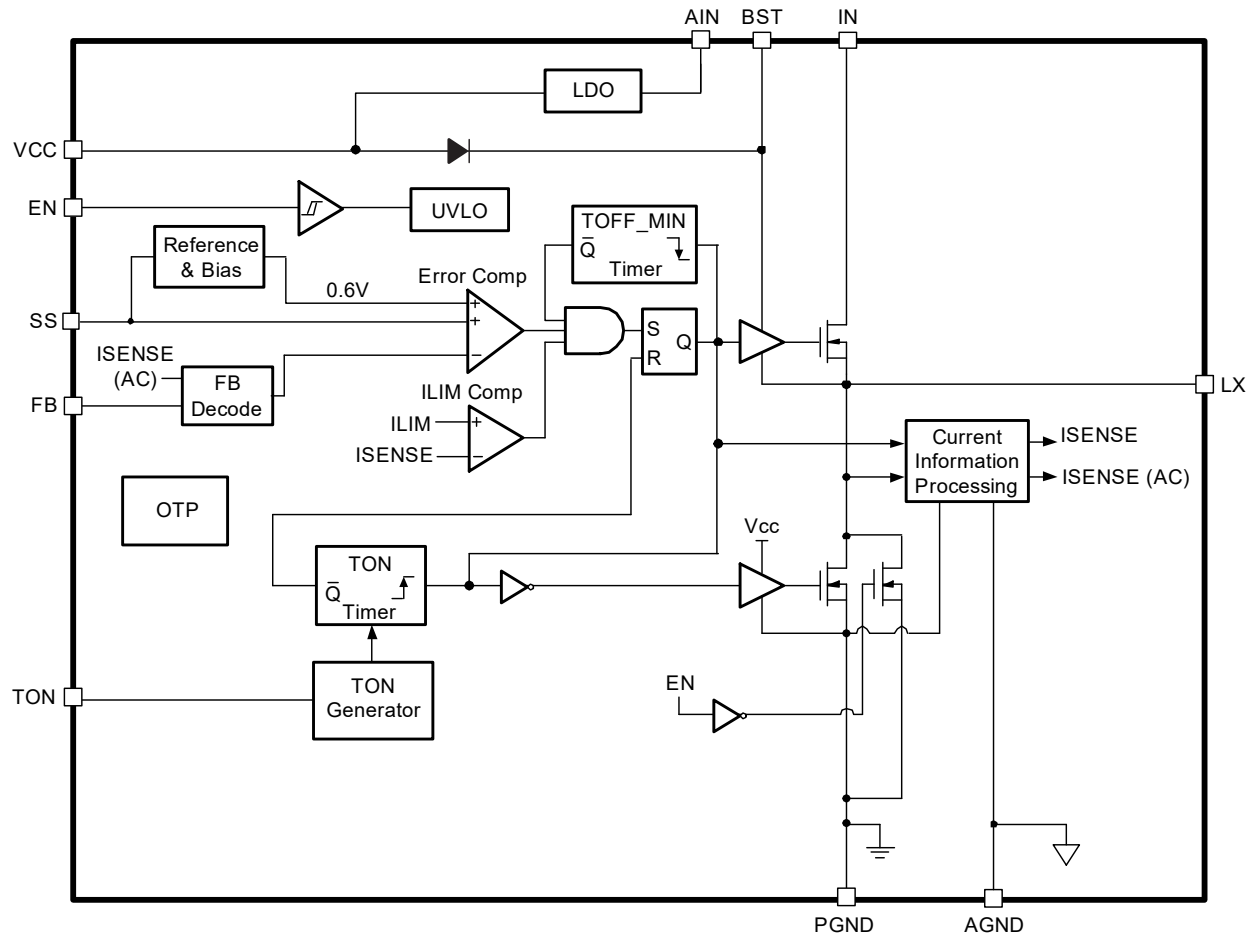 AIN BST IN
LDO
VCC
EN
UVLO
TOFF_MIN
Q̅
Timer
Reference
& Bias
Error Comp
0.6V
+
+
−
SS
S
R
Q
ISENSE
(AC)
FB
Decode
FB
LX
ILIM Comp
ILIM
+
ISENSE
−
Current
Information
Processing
ISENSE
ISENSE (AC)
OTP
Vcc
TON
Q̅
Timer
TON
TON
Generator
EN
PGND AGND